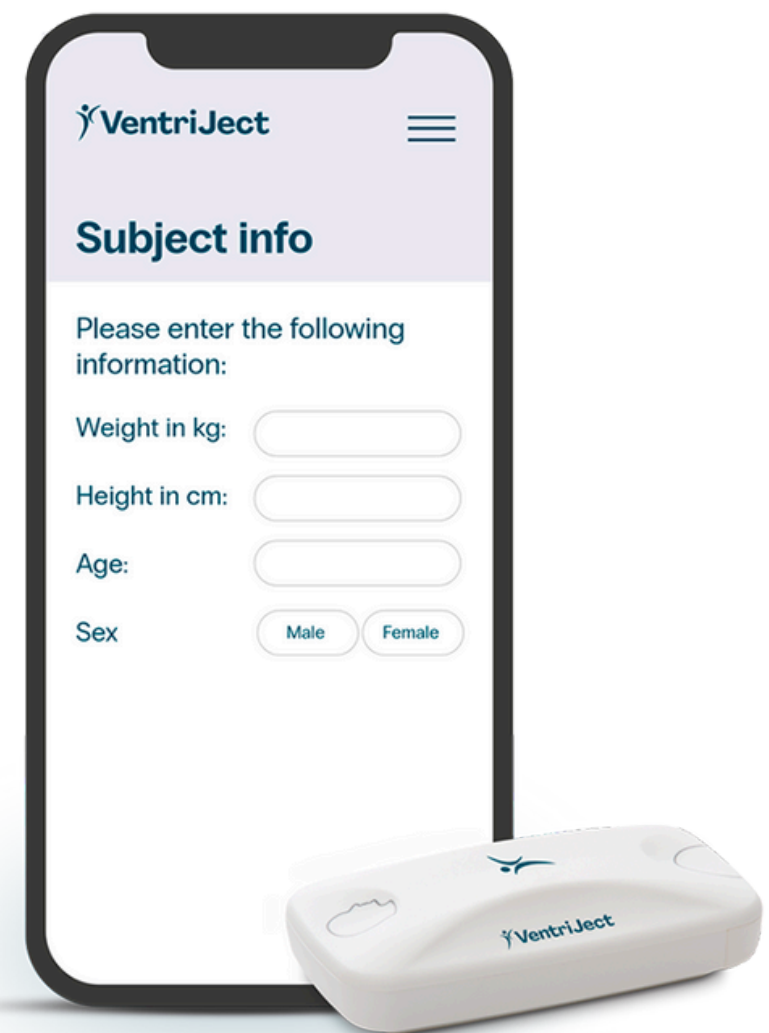 VentriJect
Subject info
Please enter the following
information:
Weight in kg:
Height in cm:
Age:
Sex
Male
Female
VentriJect